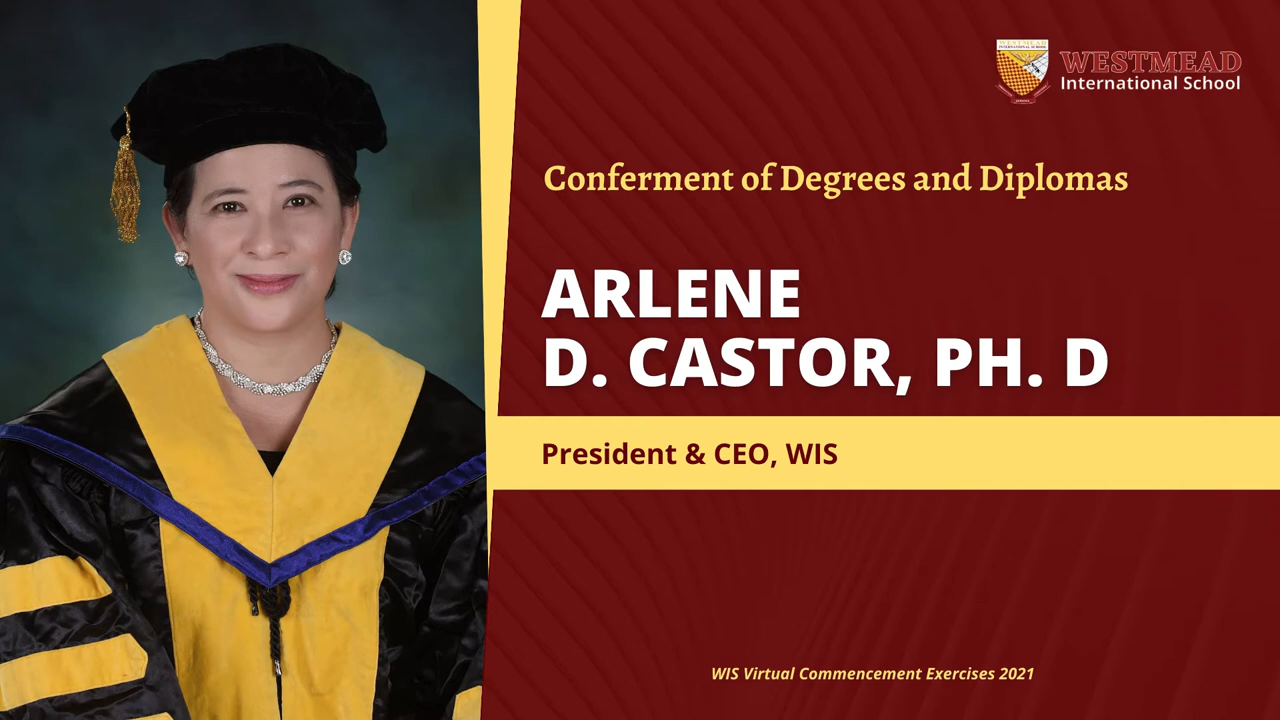 WESTMEAD
International School
Conferment of Degrees and Diplomas
ARLENE
D. CASTOR, PH. D
President & CEO, WIS
WIS Virtual Commencement Exercises 2021